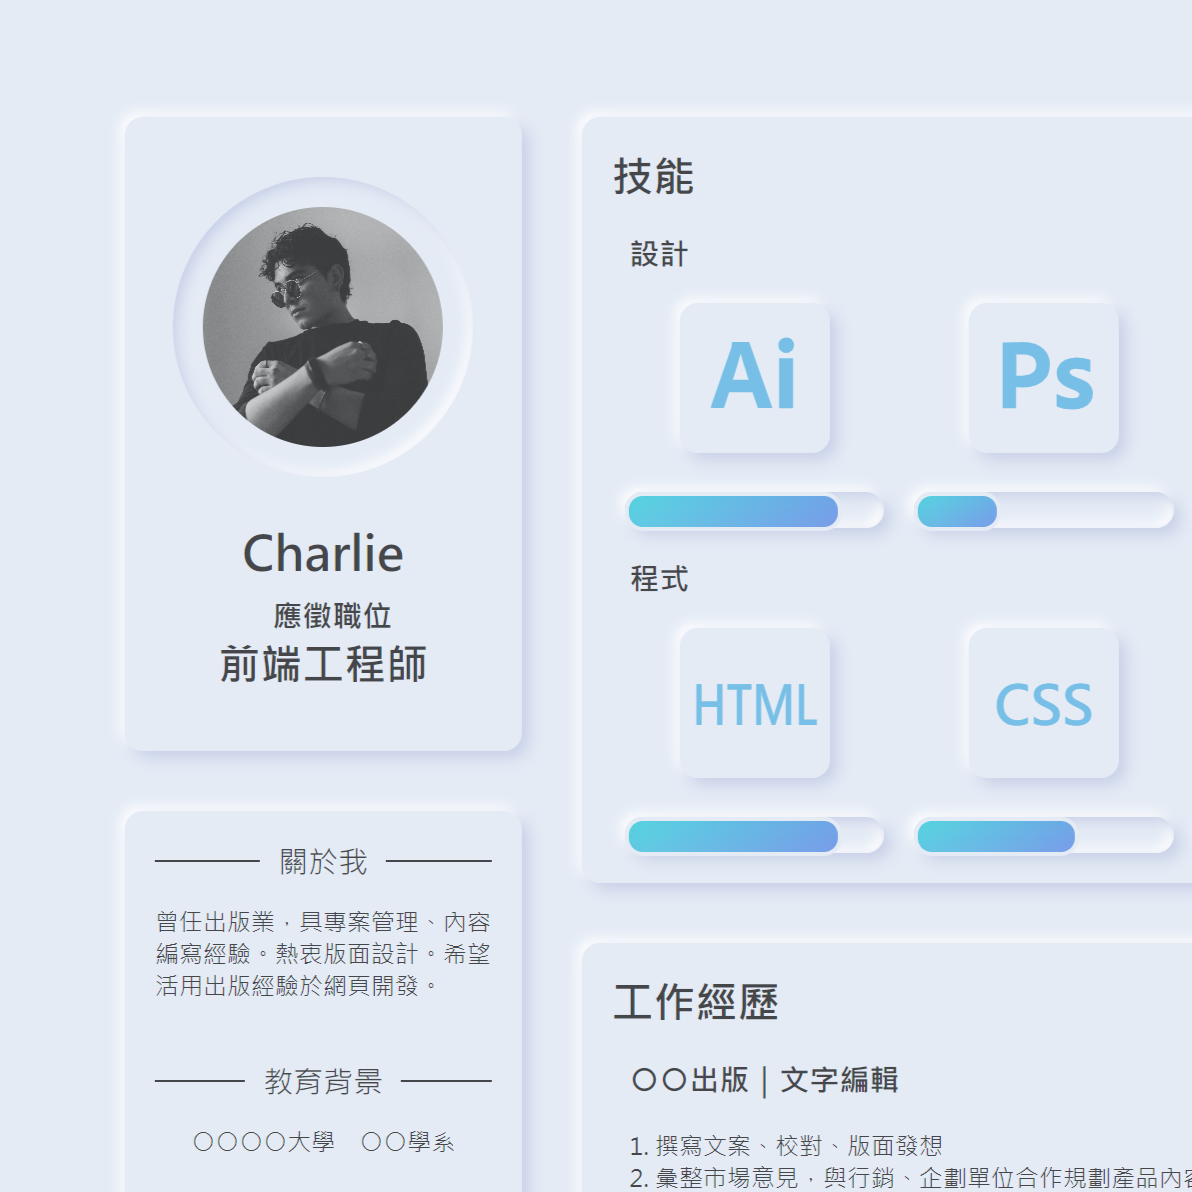 Charlie
應徵職位
前端工程師
關於我
曾任出版業，具專案管理、內容
編寫經驗。熱衷版面設計。希望
活用出版經驗於網頁開發。
教育背景
〇〇〇〇大學　〇〇學系
技能
設計
Ai
Ps
程式
HTML
CSS
工作經歷
〇〇出版｜文字編輯
1. 撰寫文案、校對、版面發想
2. 彙整市場意見，與行銷、企劃單位合作規劃產品內容